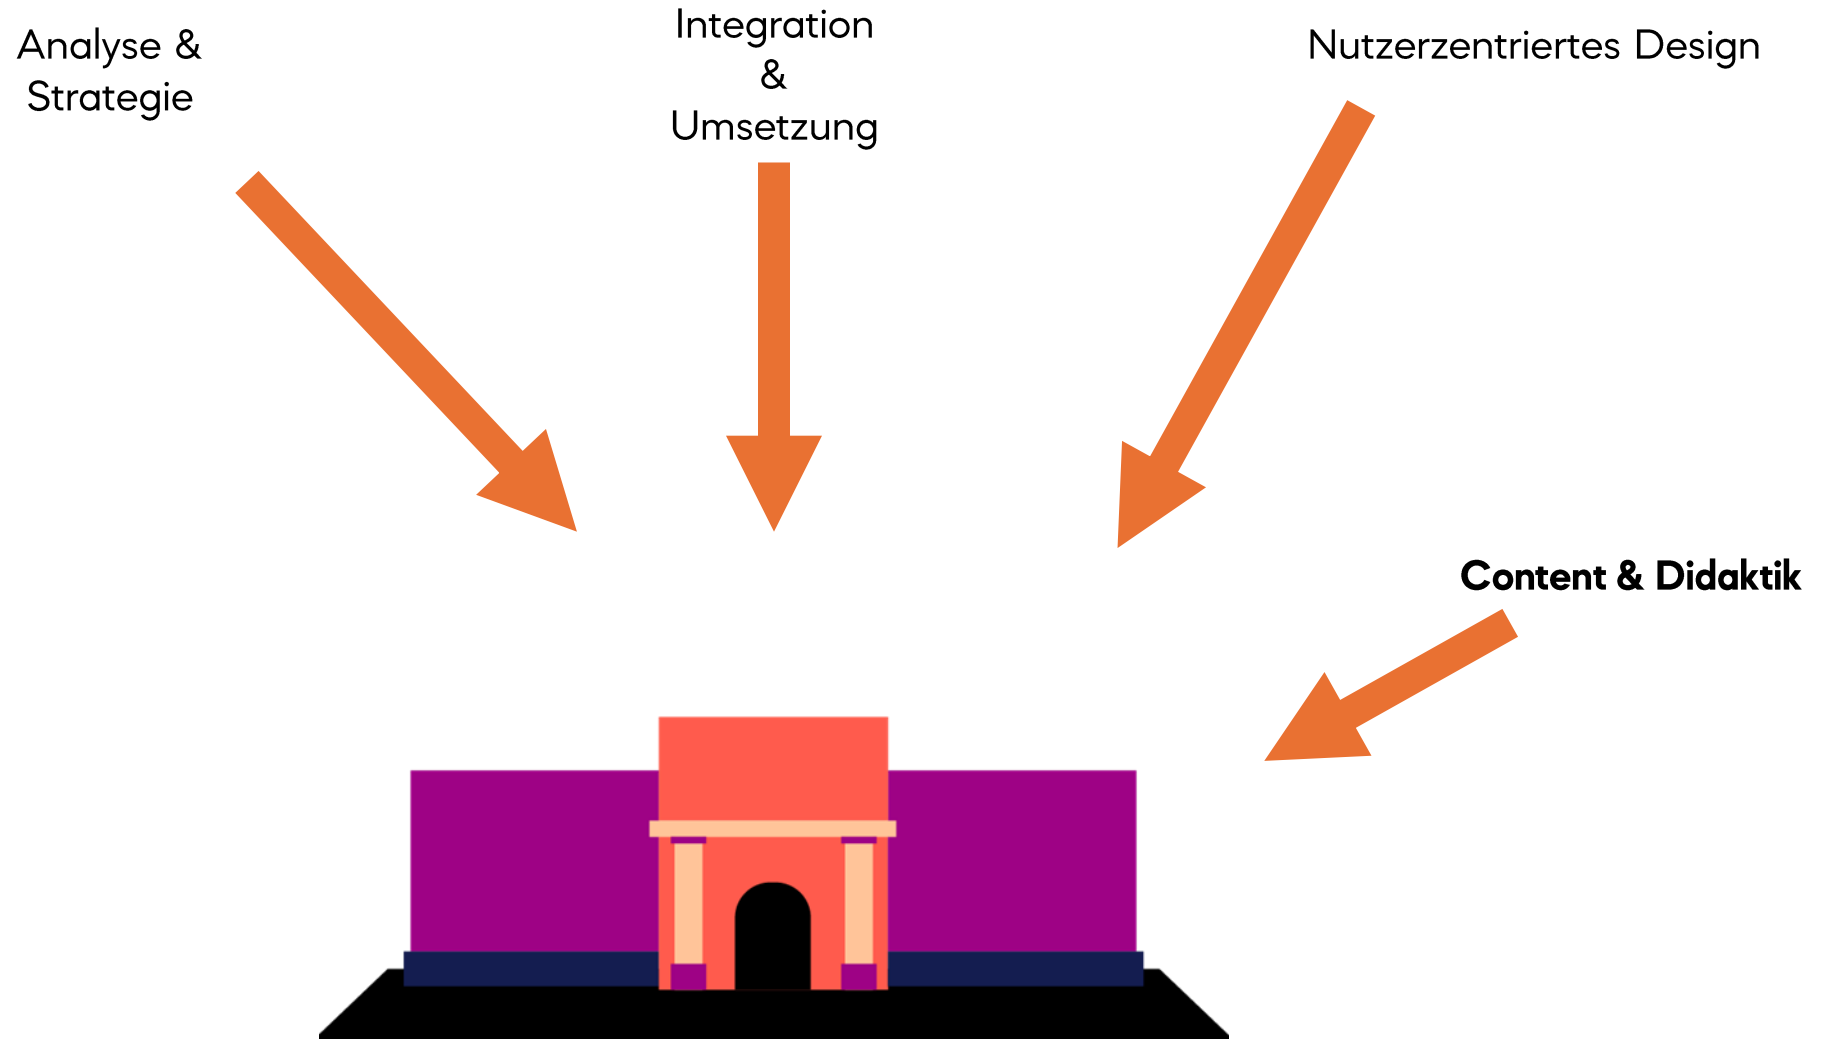 Analyse &
Strategie
Integration
&
Umsetzung
Nutzerzentriertes Design
Content & Didaktik